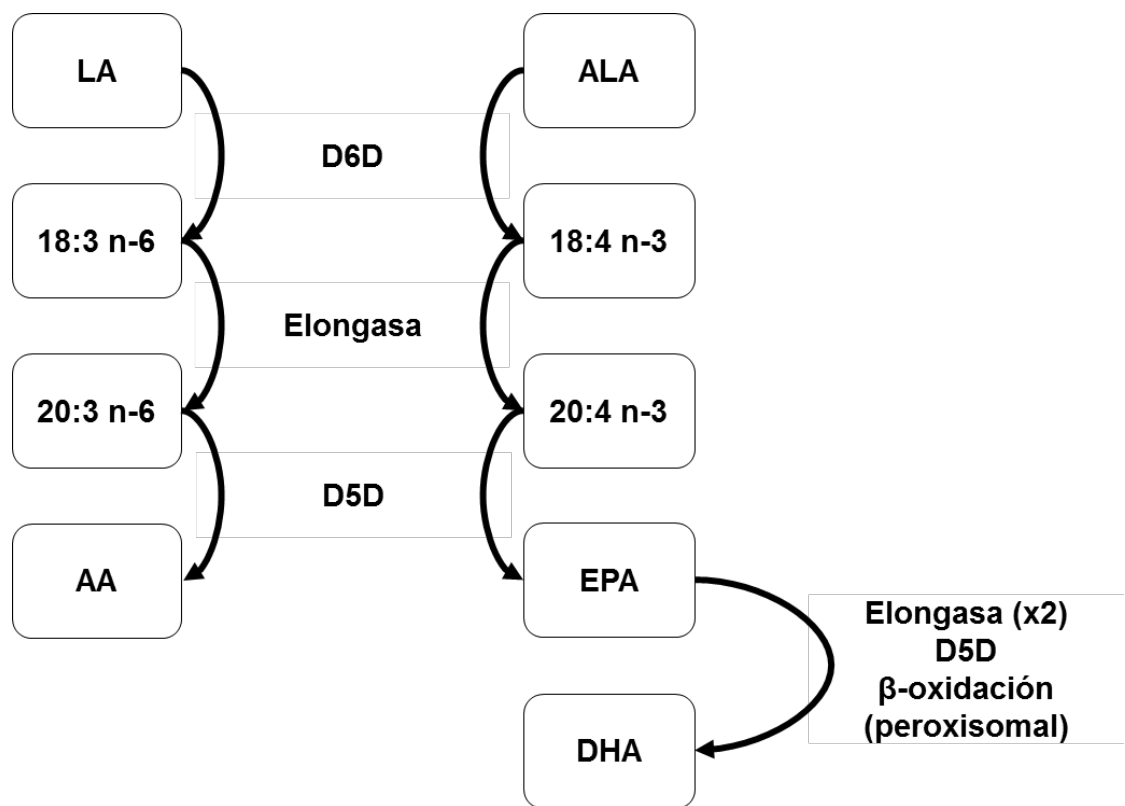 LA
ALA
D6D
18:3 n-6
18:4 n-3
Elongasa
20:3 n-6
20:4 n-3
D5D
AA
EPA
Elongasa (x2)
D5D
β-oxidación
(peroxisomal)
DHA